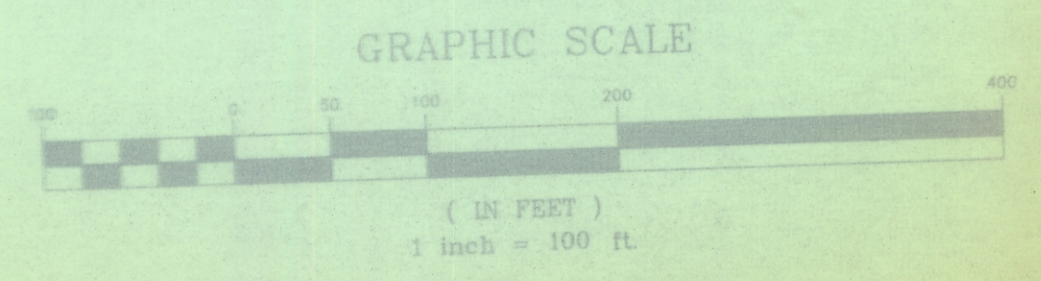 GRAPHIC SCALE
100 0 50 100 200 400
( IN FEET )
1 inch = 100 ft.